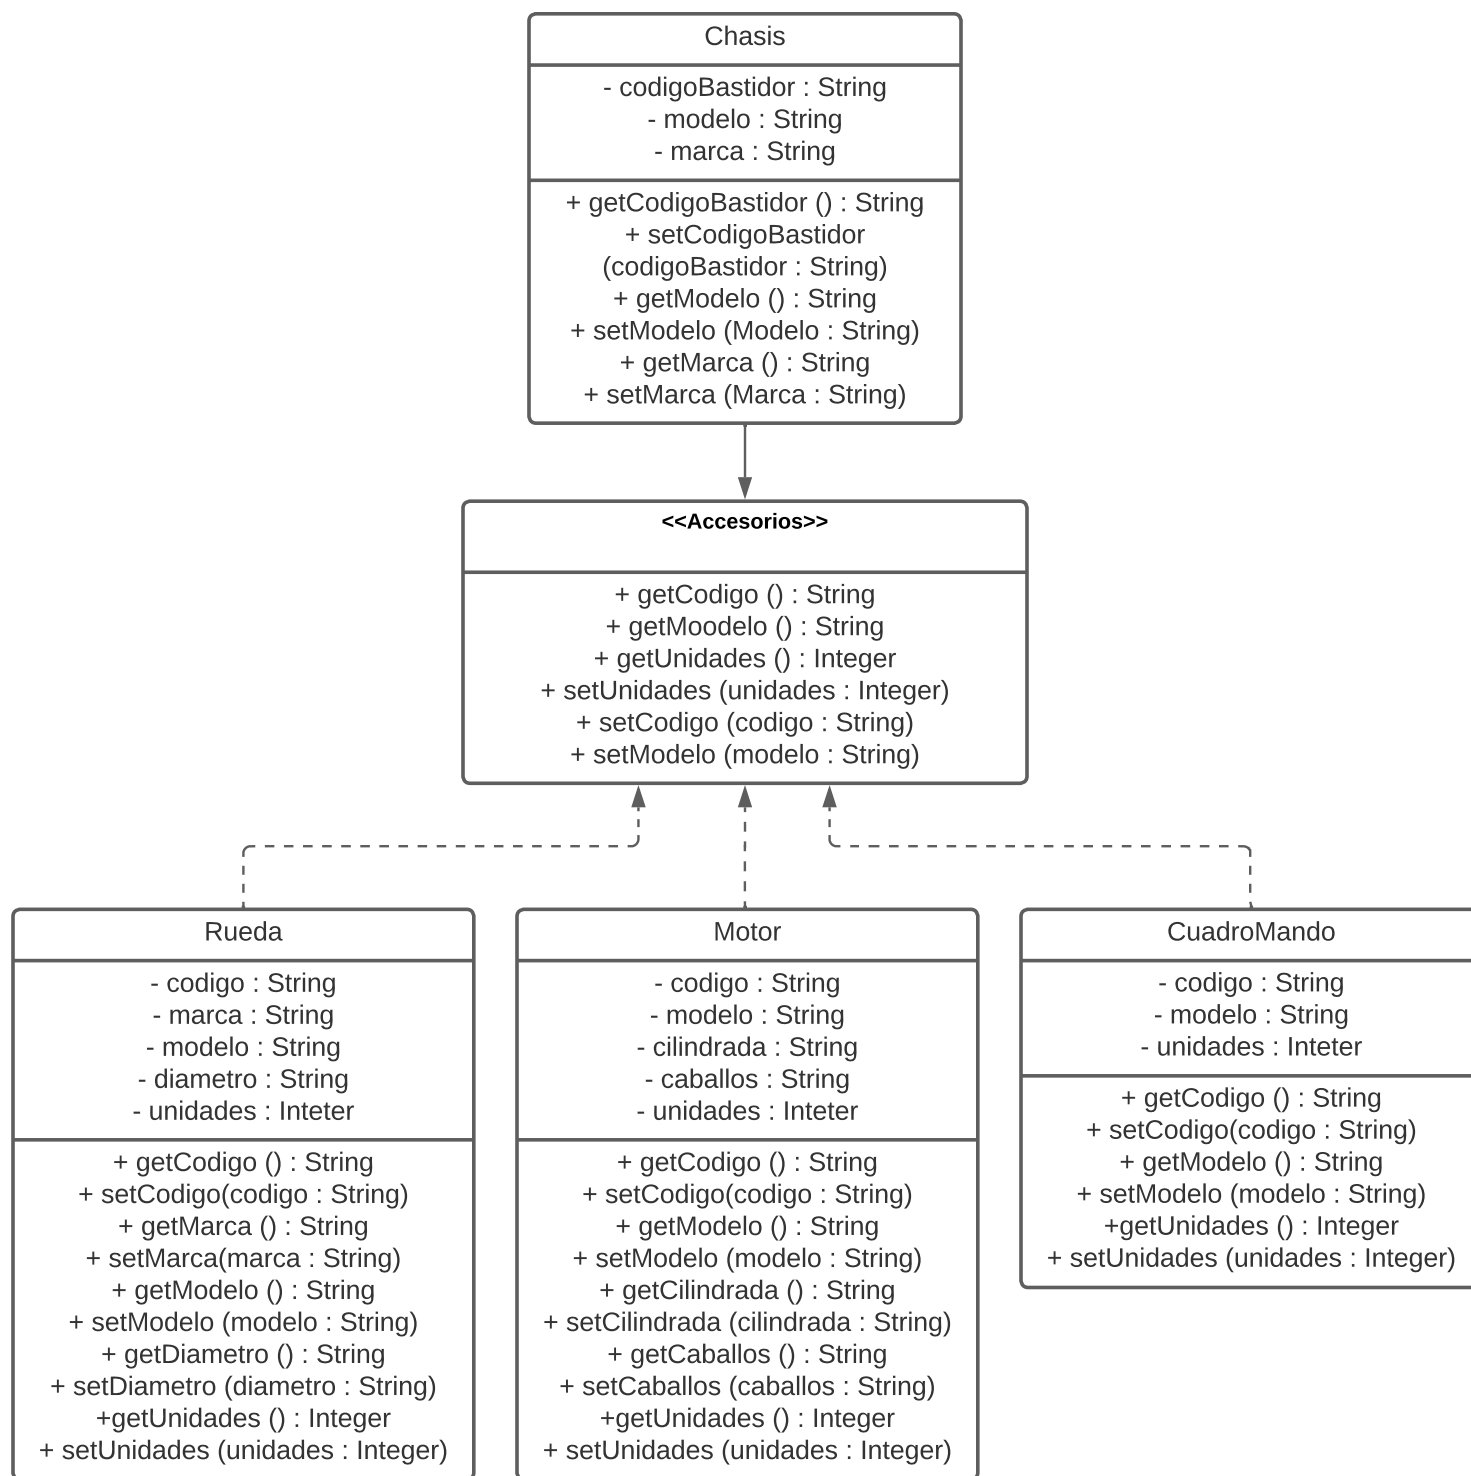 Chasis
- codigoBastidor : String
- modelo : String
- marca : String
+ getCodigoBastidor () : String
+ setCodigoBastidor
(codigoBastidor : String)
+ getModelo () : String
+ setModelo (Modelo : String)
+ getMarca () : String
+ setMarca (Marca : String)
<<Accesorios>>
+ getCodigo () : String
+ getMoodelo () : String
+ getUnidades () : Integer
+ setUnidades (unidades : Integer)
+ setCodigo (codigo : String)
+ setModelo (modelo : String)
Rueda
- codigo : String
- marca : String
- modelo : String
- diametro : String
- unidades : Inteter
+ getCodigo () : String
+ setCodigo(codigo : String)
+ getMarca () : String
+ setMarca(marca : String)
+ getModelo () : String
+ setModelo (modelo : String)
+ getDiametro () : String
+ setDiametro (diametro : String)
+getUnidades () : Integer
+ setUnidades (unidades : Integer)
Motor
- codigo : String
- modelo : String
- cilindrada : String
- caballos : String
- unidades : Inteter
+ getCodigo () : String
+ setCodigo(codigo : String)
+ getModelo () : String
+ setModelo (modelo : String)
+ getCilindrada () : String
+ setCilindrada (cilindrada : String)
+ getCaballos () : String
+ setCaballos (caballos : String)
+getUnidades () : Integer
+ setUnidades (unidades : Integer)
CuadroMando
- codigo : String
- modelo : String
- unidades : Inteter
+ getCodigo () : String
+ setCodigo(codigo : String)
+ getModelo () : String
+ setModelo (modelo : String)
+getUnidades () : Integer
+ setUnidades (unidades : Integer)